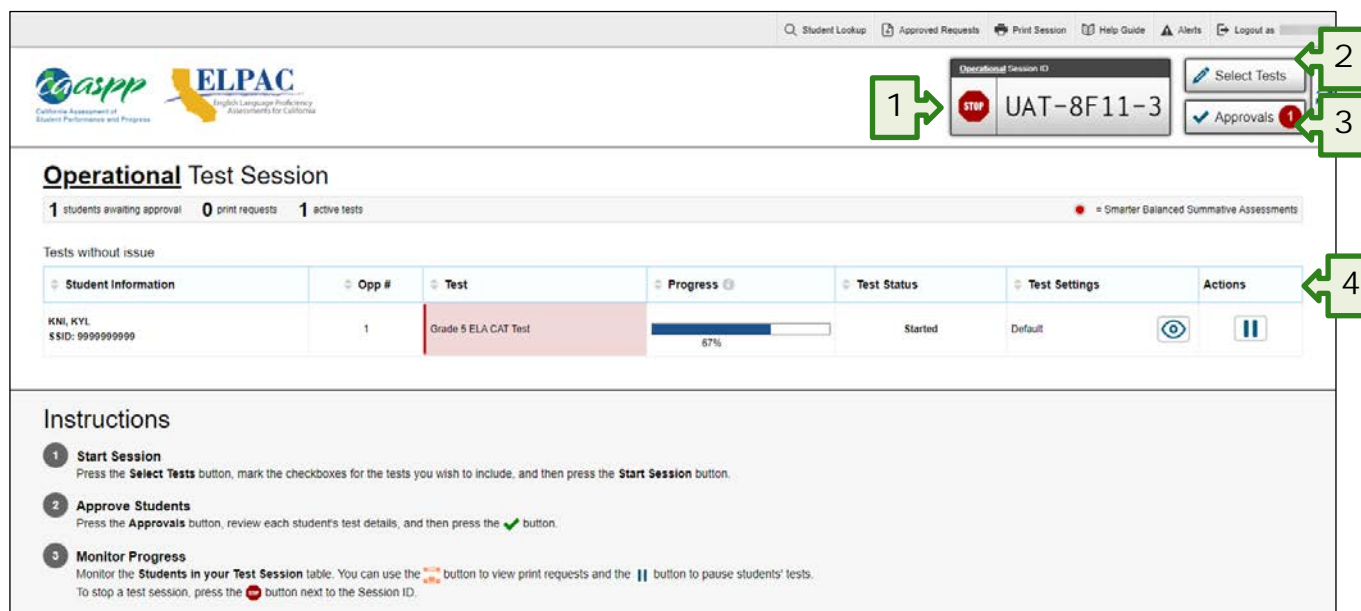 Student Lookup Approved Requests Print Session Help Guide Alerts Logout as
caaspp
California Assessment of
Student Performance and Progress
ELPAC
English Language Proficiency
Assessments for California
1
Operational Session ID
STOP
UAT-8F11-3
Select Tests
2
Approvals 1
3
Operational Test Session
1 students awaiting approval 0 print requests 1 active tests
= Smarter Balanced Summative Assessments
Tests without issue
Student Information Opp # Test Progress Test Status Test Settings Actions
4
KNI, KYL
SSID: 9999999999
1 Grade 5 ELA CAT Test 67% Started Default
Instructions
1 Start Session
Press the Select Tests button, mark the checkboxes for the tests you wish to include, and then press the Start Session button.
2 Approve Students
Press the Approvals button, review each student's test details, and then press the button.
3 Monitor Progress
Monitor the Students in your Test Session table. You can use the button to view print requests and the button to pause students' tests.
To stop a test session, press the STOP button next to the Session ID.